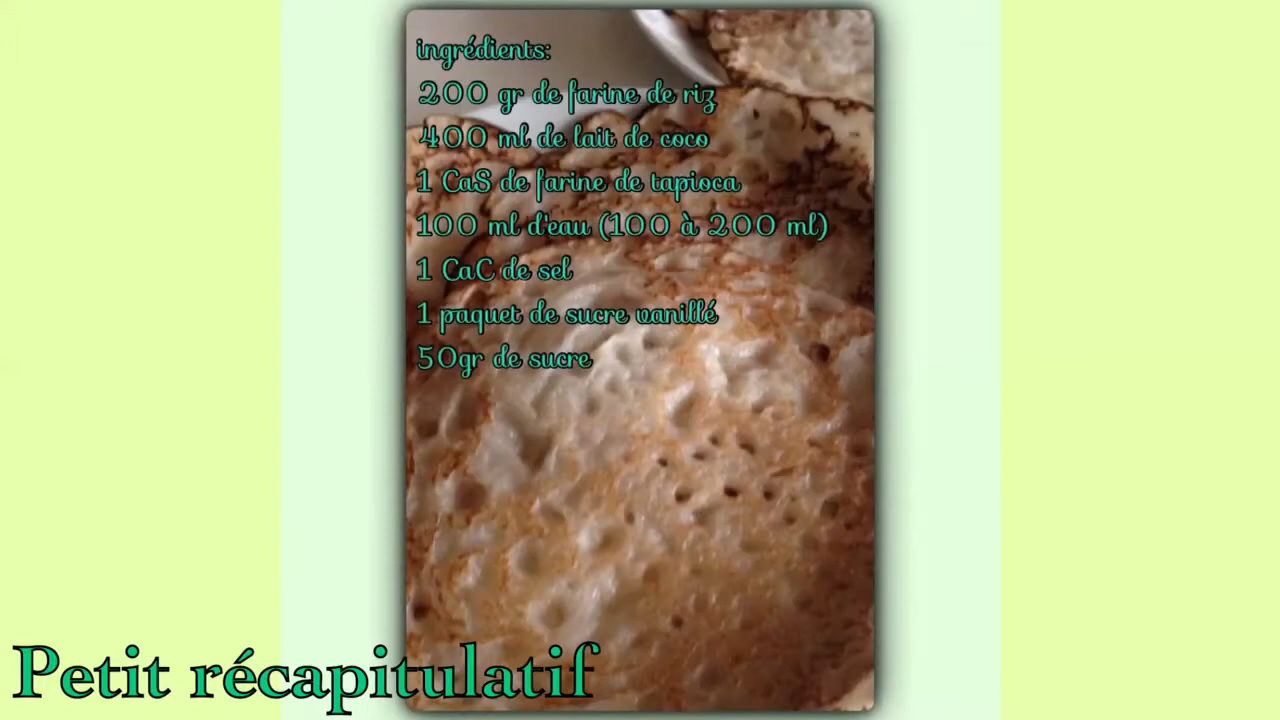 ingrédients:
200 gr de farine de riz
400 ml de lait de coco
1 CaS de farine de tapioca
100 ml d'eau (100 à 200 ml)
1 CaC de sel
1 paquet de sucre vanillé
50gr de sucre
Petit récapitulatif